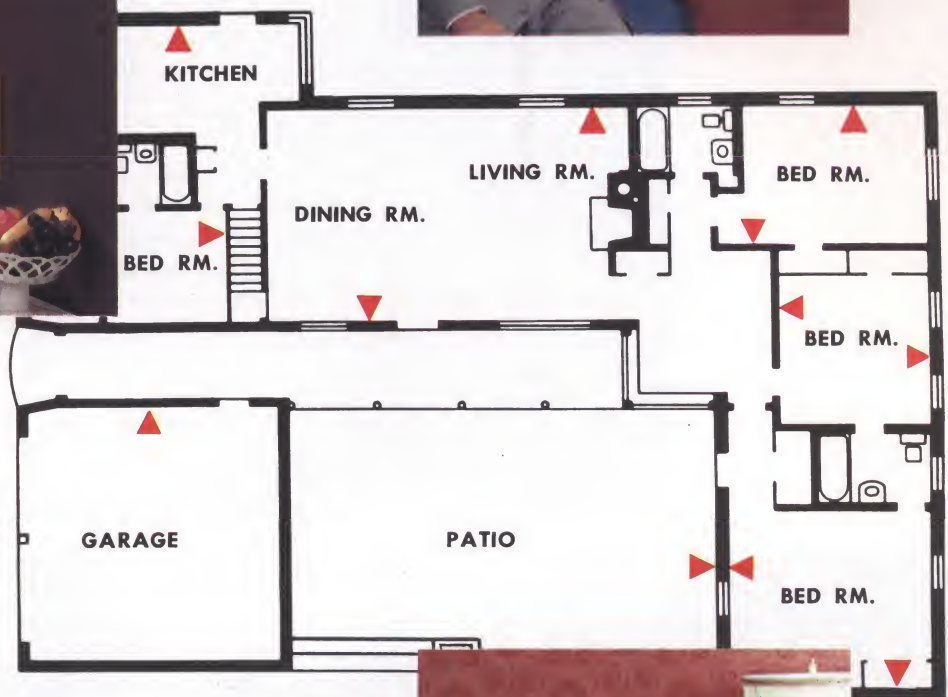 KITCHEN
LIVING RM.
BED RM.
DINING RM.
BED RM.
BED RM.
GARAGE
PATIO
BED RM.